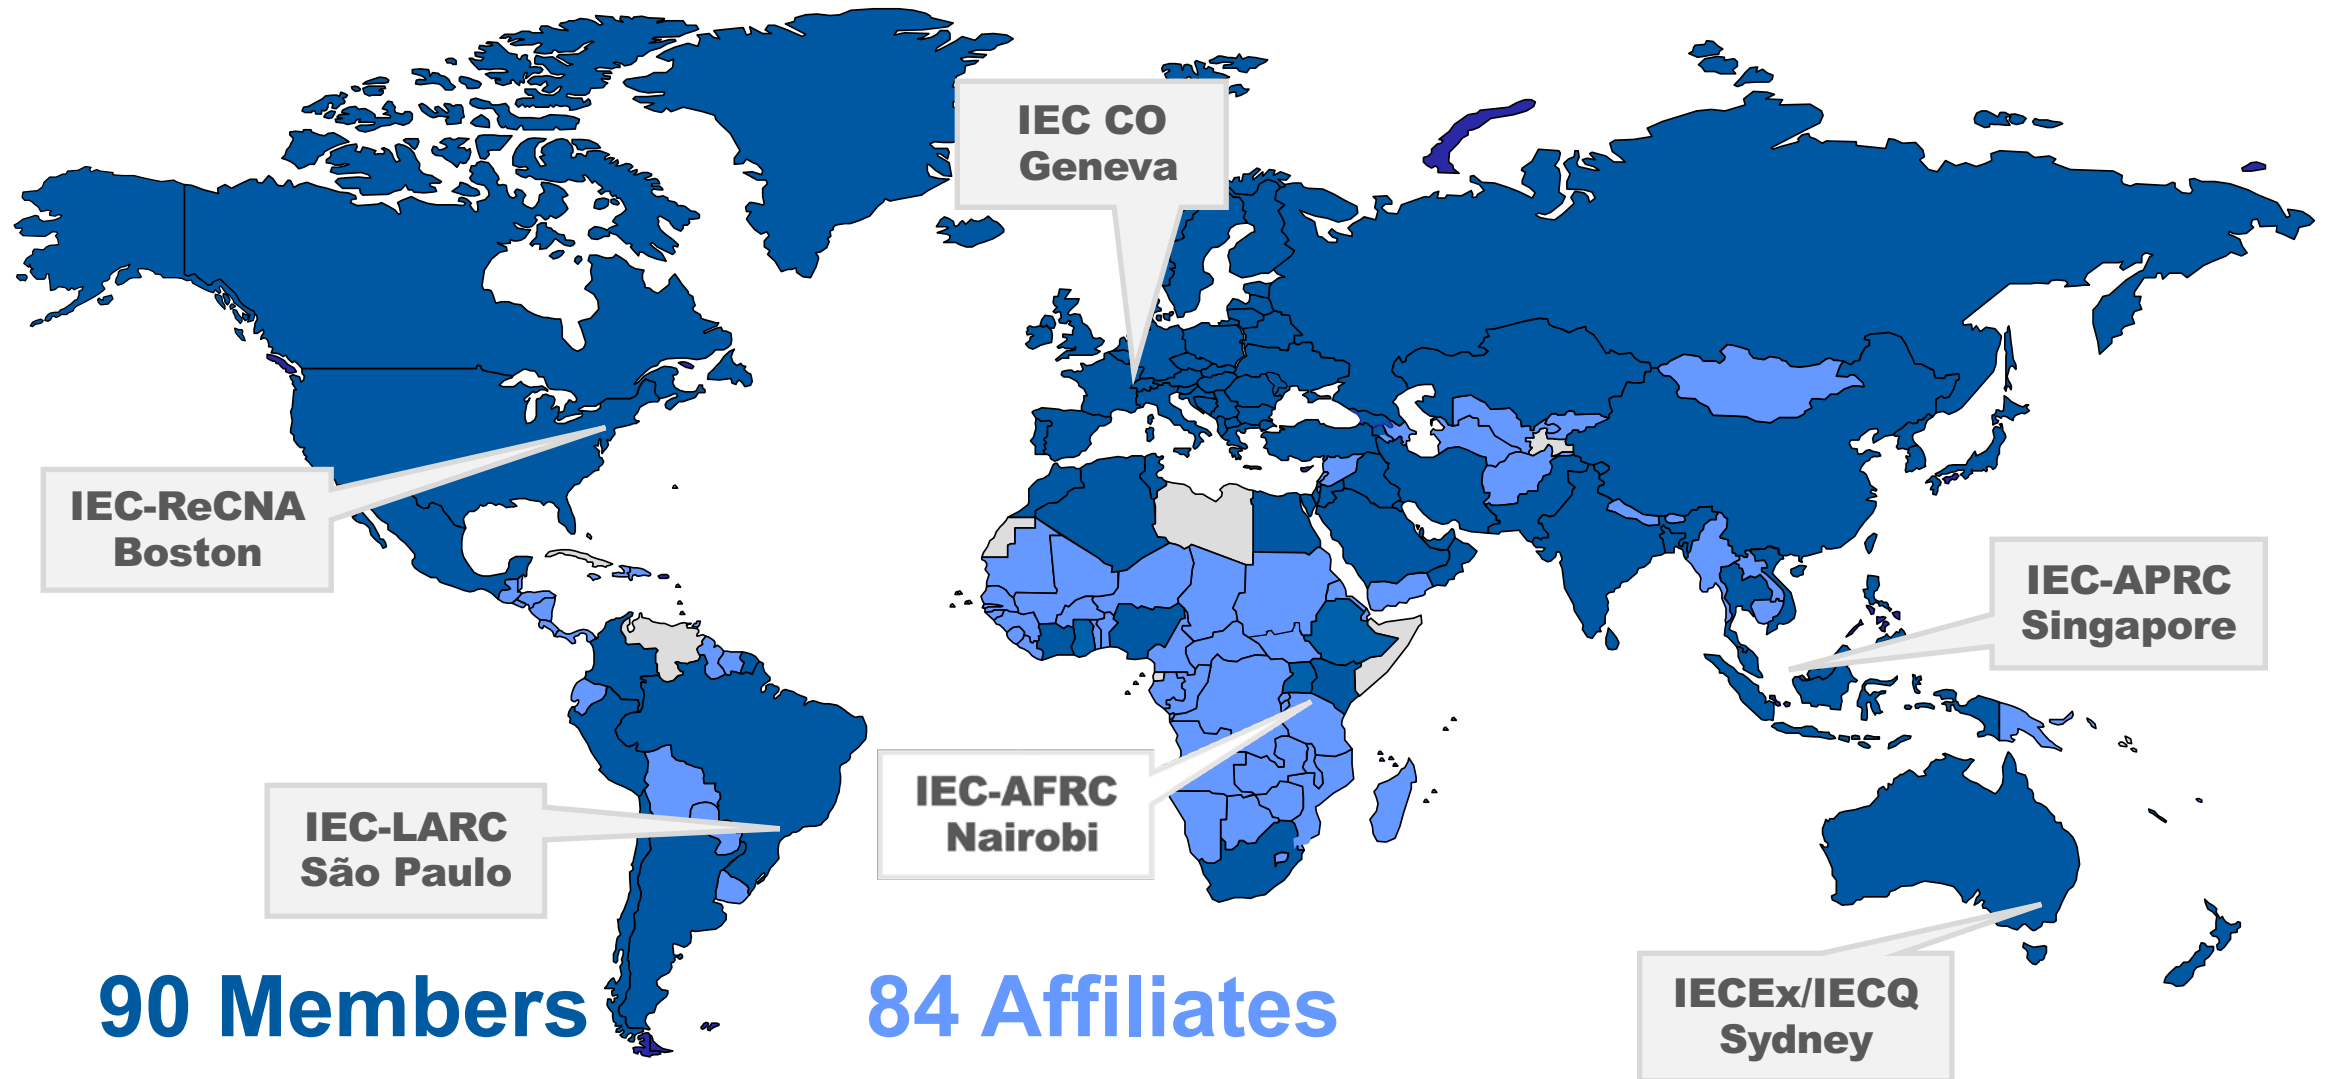 IEC CO
Geneva
IEC-ReCNA
Boston
IEC-APRC
Singapore
IEC-AFRC
Nairobi
IEC-LARC
São Paulo
90 Members
84 Affiliates
IECEx/IECQ
Sydney